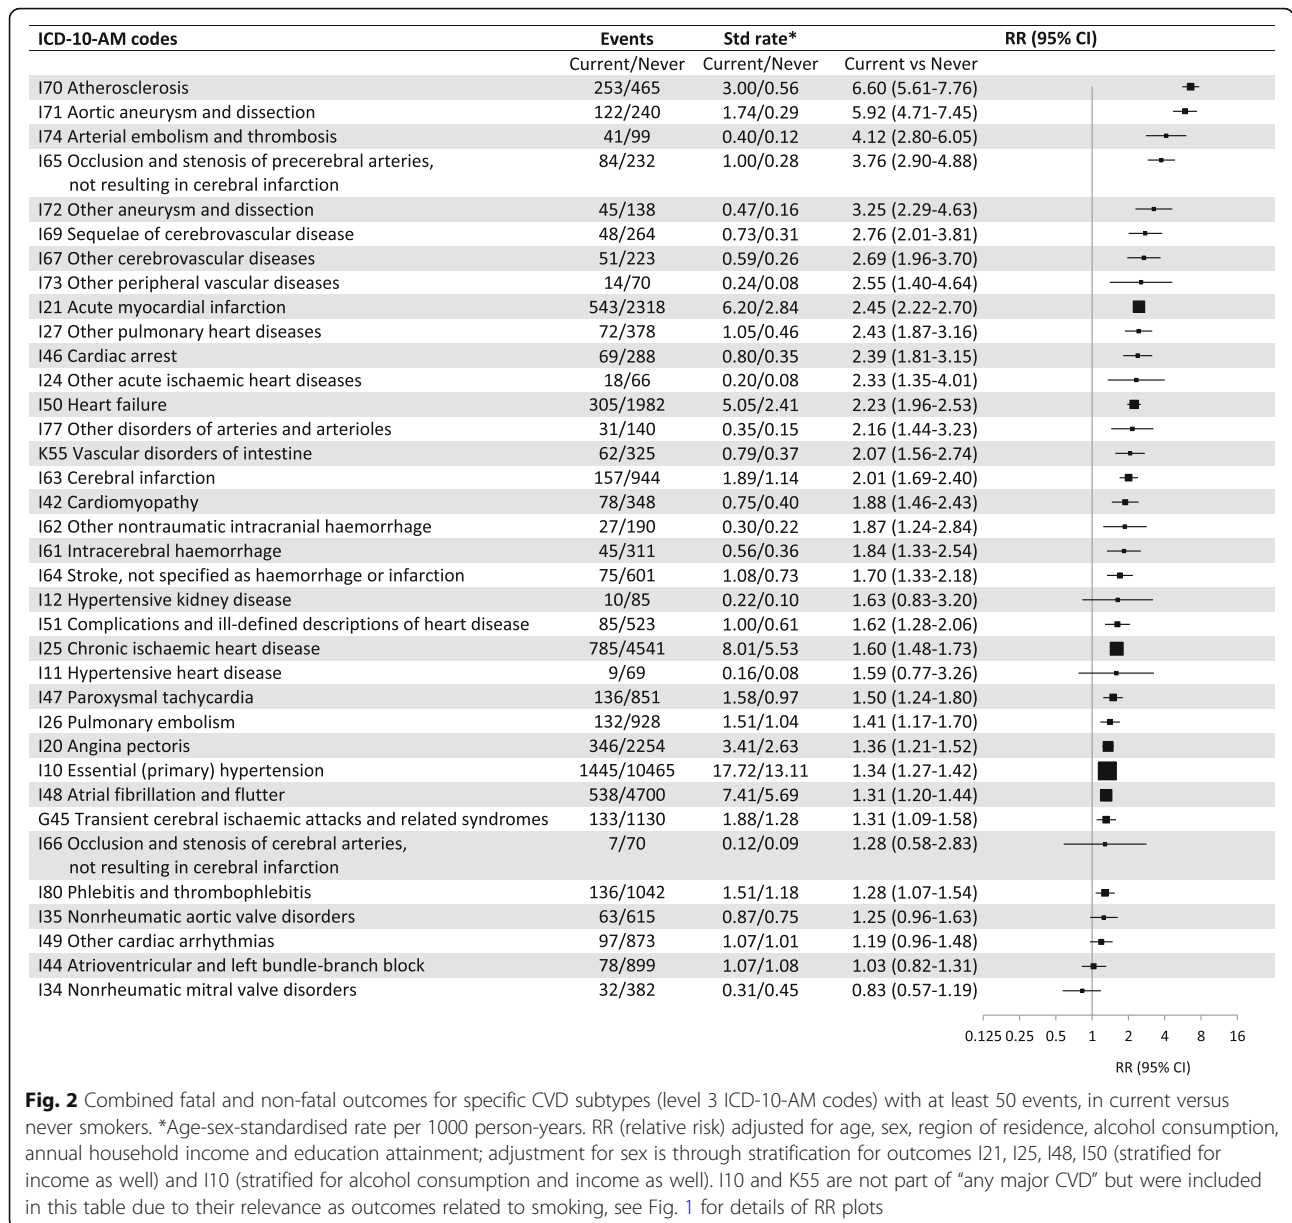 ICD-10-AM codes Events Std rate* RR (95% CI)
Current/Never Current/Never Current vs Never
I70 Atherosclerosis 253/465 3.00/0.56 6.60 (5.61-7.76)
I71 Aortic aneurysm and dissection 122/240 1.74/0.29 5.92 (4.71-7.45)
I74 Arterial embolism and thrombosis 41/99 0.40/0.12 4.12 (2.80-6.05)
I65 Occlusion and stenosis of precerebral arteries, 84/232 1.00/0.28 3.76 (2.90-4.88)
not resulting in cerebral infarction
I72 Other aneurysm and dissection 45/138 0.47/0.16 3.25 (2.29-4.63)
I69 Sequelae of cerebrovascular disease 48/264 0.73/0.31 2.76 (2.01-3.81)
I67 Other cerebrovascular diseases 51/223 0.59/0.26 2.69 (1.96-3.70)
I73 Other peripheral vascular diseases 14/70 0.24/0.08 2.55 (1.40-4.64)
I21 Acute myocardial infarction 543/2318 6.20/2.84 2.45 (2.22-2.70)
I27 Other pulmonary heart diseases 72/378 1.05/0.46 2.43 (1.87-3.16)
I46 Cardiac arrest 69/288 0.80/0.35 2.39 (1.81-3.15)
I24 Other acute ischaemic heart diseases 18/66 0.20/0.08 2.33 (1.35-4.01)
I50 Heart failure 305/1982 5.05/2.41 2.23 (1.96-2.53)
I77 Other disorders of arteries and arterioles 31/140 0.35/0.15 2.16 (1.44-3.23)
K55 Vascular disorders of intestine 62/325 0.79/0.37 2.07 (1.56-2.74)
I63 Cerebral infarction 157/944 1.89/1.14 2.01 (1.69-2.40)
I42 Cardiomyopathy 78/348 0.75/0.40 1.88 (1.46-2.43)
I62 Other nontraumatic intracranial haemorrhage 27/190 0.30/0.22 1.87 (1.24-2.84)
I61 Intracerebral haemorrhage 45/311 0.56/0.36 1.84 (1.33-2.54)
I64 Stroke, not specified as haemorrhage or infarction 75/601 1.08/0.73 1.70 (1.33-2.18)
I12 Hypertensive kidney disease 10/85 0.22/0.10 1.63 (0.83-3.20)
I51 Complications and ill-defined descriptions of heart disease 85/523 1.00/0.61 1.62 (1.28-2.06)
I25 Chronic ischaemic heart disease 785/4541 8.01/5.53 1.60 (1.48-1.73)
I11 Hypertensive heart disease 9/69 0.16/0.08 1.59 (0.77-3.26)
I47 Paroxysmal tachycardia 136/851 1.58/0.97 1.50 (1.24-1.80)
I26 Pulmonary embolism 132/928 1.51/1.04 1.41 (1.17-1.70)
I20 Angina pectoris 346/2254 3.41/2.63 1.36 (1.21-1.52)
I10 Essential (primary) hypertension 1445/10465 17.72/13.11 1.34 (1.27-1.42)
I48 Atrial fibrillation and flutter 538/4700 7.41/5.69 1.31 (1.20-1.44)
G45 Transient cerebral ischaemic attacks and related syndromes 133/1130 1.88/1.28 1.31 (1.09-1.58)
I66 Occlusion and stenosis of cerebral arteries, 7/70 0.12/0.09 1.28 (0.58-2.83)
not resulting in cerebral infarction
I80 Phlebitis and thrombophlebitis 136/1042 1.51/1.18 1.28 (1.07-1.54)
I35 Nonrheumatic aortic valve disorders 63/615 0.87/0.75 1.25 (0.96-1.63)
I49 Other cardiac arrhythmias 97/873 1.07/1.01 1.19 (0.96-1.48)
I44 Atrioventricular and left bundle-branch block 78/899 1.07/1.08 1.03 (0.82-1.31)
I34 Nonrheumatic mitral valve disorders 32/382 0.31/0.45 0.83 (0.57-1.19)
0.125 0.25 0.5 1 2 4 8 16
RR (95% CI)
Fig. 2 Combined fatal and non-fatal outcomes for specific CVD subtypes (level 3 ICD-10-AM codes) with at least 50 events, in current versus
never smokers. *Age-sex-standardised rate per 1000 person-years. RR (relative risk) adjusted for age, sex, region of residence, alcohol consumption,
annual household income and education attainment; adjustment for sex is through stratification for outcomes I21, I25, I48, I50 (stratified for
income as well) and I10 (stratified for alcohol consumption and income as well). I10 and K55 are not part of “any major CVD” but were included
in this table due to their relevance as outcomes related to smoking, see Fig. 1 for details of RR plots